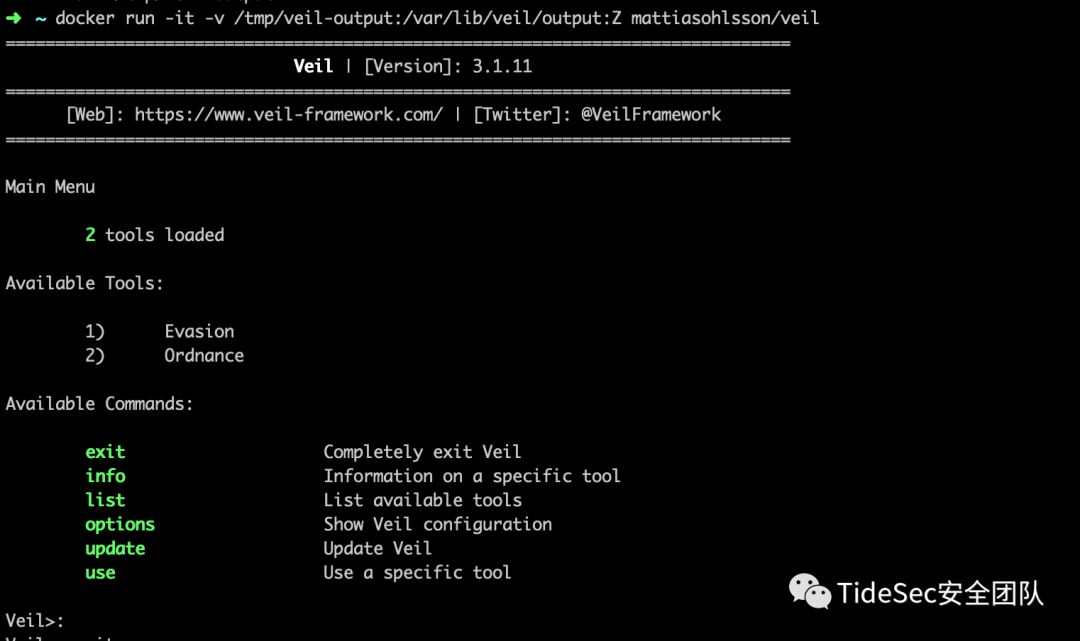 ➜ ~ docker run -it -v /tmp/veil-output:/var/lib/veil/output:Z mattiasohlsson/veil
===============================================================================
Veil | [Version]: 3.1.11
===============================================================================
[Web]: https://www.veil-framework.com/ | [Twitter]: @VeilFramework
===============================================================================
Main Menu
2 tools loaded
Available Tools:
1) Evasion
2) Ordnance
Available Commands:
exit Completely exit Veil
info Information on a specific tool
list List available tools
options Show Veil configuration
update Update Veil
use Use a specific tool
TideSec安全团队
Veil>: